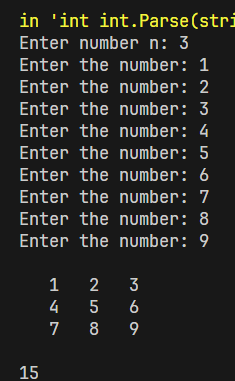 in 'int int.Parse(stri
Enter number n: 3
Enter the number: 1
Enter the number: 2
Enter the number: 3
Enter the number: 4
Enter the number: 5
Enter the number: 6
Enter the number: 7
Enter the number: 8
Enter the number: 9
1 2 3
4 5 6
7 8 9
15